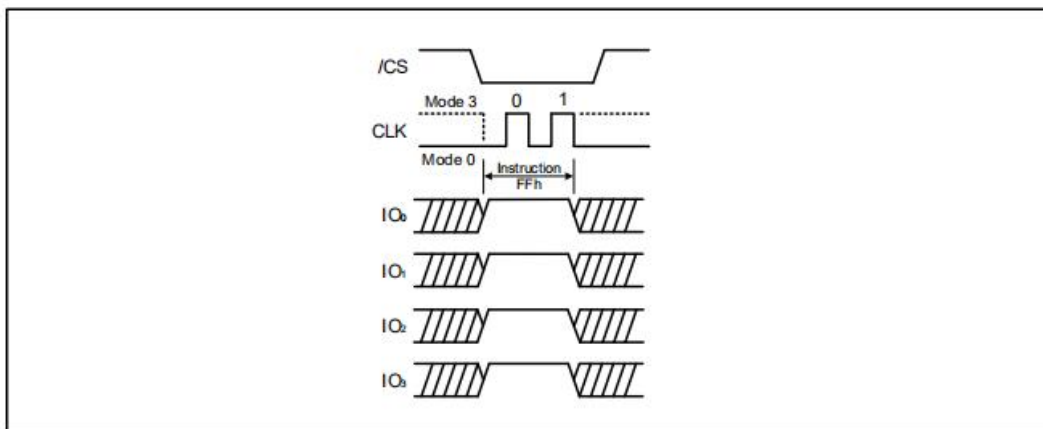 /CS
Mode 3 0 1
CLK
Mode 0
Instruction
FFh
IO₀
IO₁
IO₂
IO₃